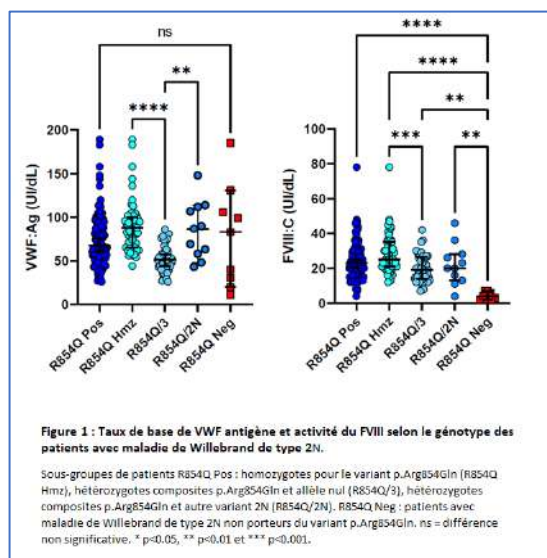 ns
**
****
VWF:Ag (UI/dL)
200
150
100
50
0
R854Q Pos
R854Q Hmz
R854Q/3
R854Q/2N
R854Q Neg
****
****
**
***
**
FVIII:C (UI/dL)
100
80
60
40
20
0
R854Q Pos
R854Q Hmz
R854Q/3
R854Q/2N
R854Q Neg
Figure 1 : Taux de base de VWF antigène et activité du FVIII selon le génotype des
patients avec maladie de Willebrand de type 2N.
Sous-groupes de patients R854Q Pos : homozygotes pour le variant p.Arg854Gln (R854Q
Hmz), hétérozygotes composites p.Arg854Gln et allèle nul (R854Q/3), hétérozygotes
composites p.Arg854Gln et autre variant 2N (R854Q/2N). R854Q Neg : patients avec
maladie de Willebrand de type 2N non porteurs du variant p.Arg854Gln. ns = différence
non significative. * p<0.05, ** p<0.01 et *** p<0.001.